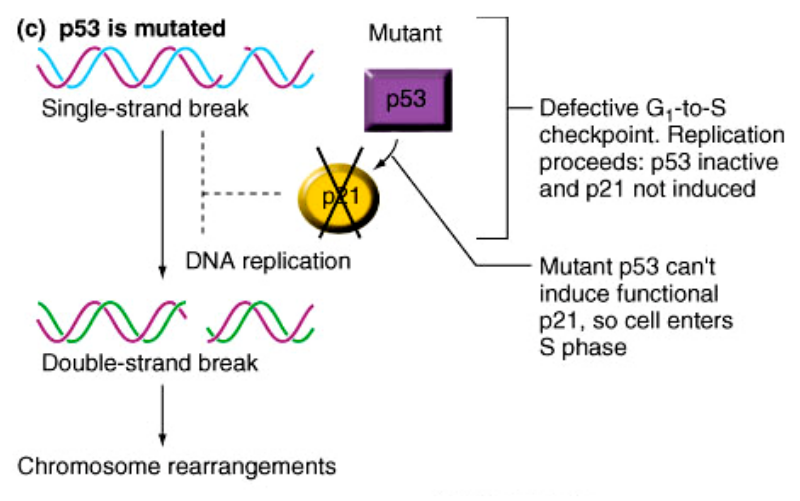 (c) p53 is mutated
Mutant
Single-strand break
p53
Defective G₁-to-S
checkpoint. Replication
proceeds: p53 inactive
and p21 not induced
p21
DNA replication
Mutant p53 can't
induce functional
p21, so cell enters
S phase
Double-strand break
Chromosome rearrangements